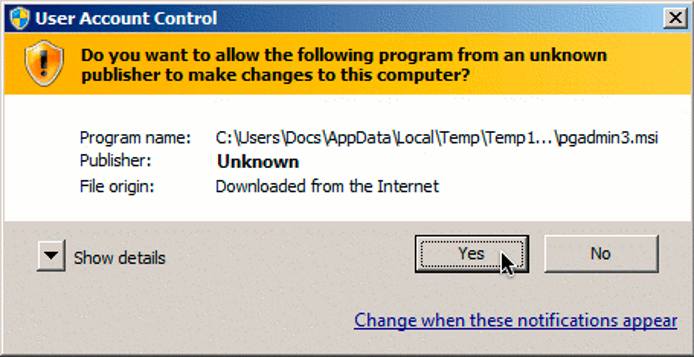 User Account Control
Do you want to allow the following program from an unknown
publisher to make changes to this computer?
Program name: C:\Users\Docs\AppData\Local\Temp\Temp1...\pgadmin3.msi
Publisher: Unknown
File origin: Downloaded from the Internet
Show details
Yes
No
Change when these notifications appear